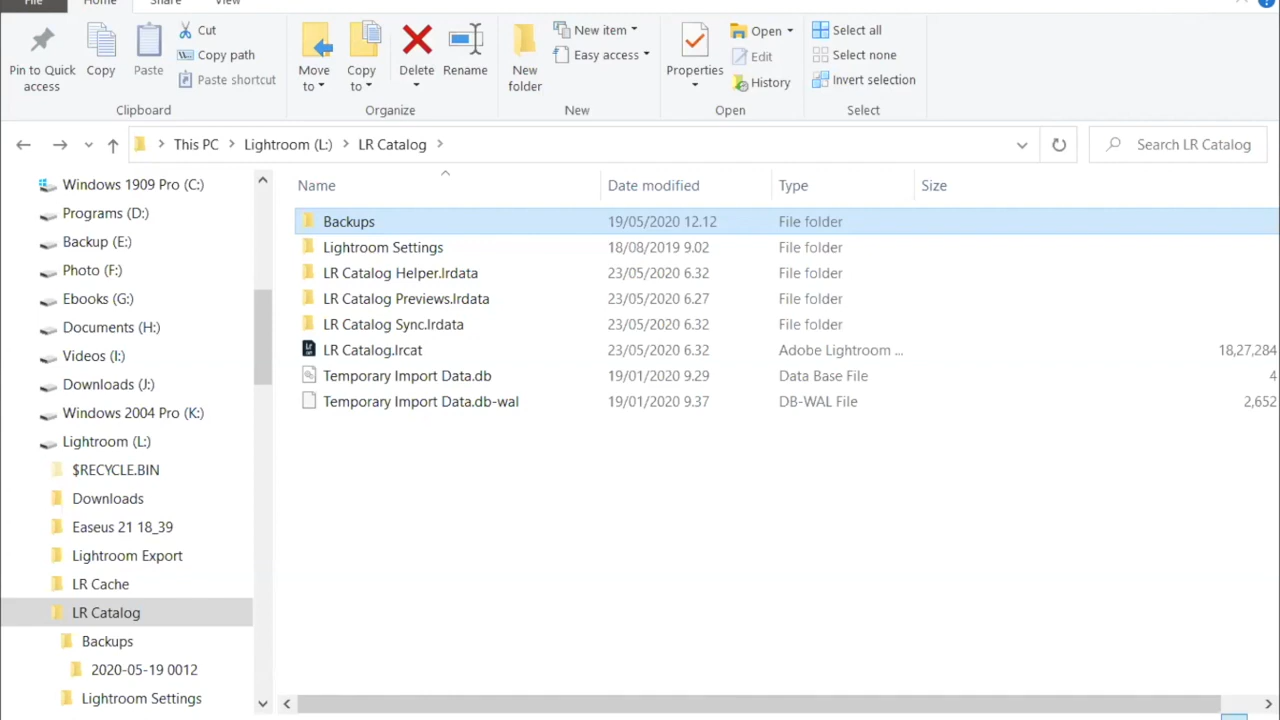 File Home Share View
Pin to Quick access
Copy
Paste
Cut
Copy path
Paste shortcut
Clipboard
Move to
Copy to
Delete
Rename
Organize
New folder
New item
Easy access
New
Properties
Open
Edit
History
Open
Select all
Select none
Invert selection
Select
This PC Lightroom (L:) LR Catalog
Search LR Catalog
Windows 1909 Pro (C:)
Programs (D:)
Backup (E:)
Photo (F:)
Ebooks (G:)
Documents (H:)
Videos (I:)
Downloads (J:)
Windows 2004 Pro (K:)
Lightroom (L:)
$RECYCLE.BIN
Downloads
Easeus 21 18_39
Lightroom Export
LR Cache
LR Catalog
Backups
2020-05-19 0012
Lightroom Settings
Name Date modified Type Size
Backups 19/05/2020 12.12 File folder
Lightroom Settings 18/08/2019 9.02 File folder
LR Catalog Helper.lrdata 23/05/2020 6.32 File folder
LR Catalog Previews.lrdata 23/05/2020 6.27 File folder
LR Catalog Sync.lrdata 23/05/2020 6.32 File folder
LR Catalog.lrcat 23/05/2020 6.32 Adobe Lightroom ... 18,27,284
Temporary Import Data.db 19/01/2020 9.29 Data Base File 4
Temporary Import Data.db-wal 19/01/2020 9.37 DB-WAL File 2,652